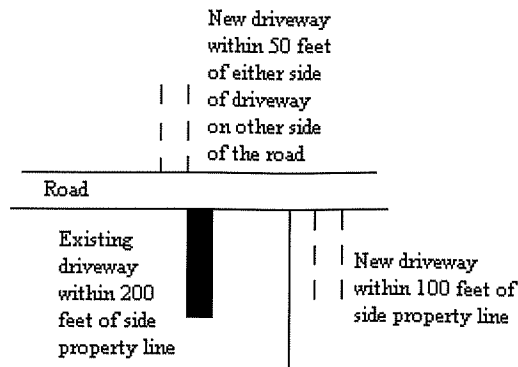 New driveway
within 50 feet
of either side
of driveway
on other side
of the road
Road
Existing
driveway
within 200
feet of side
property line
New driveway
within 100 feet of
side property line